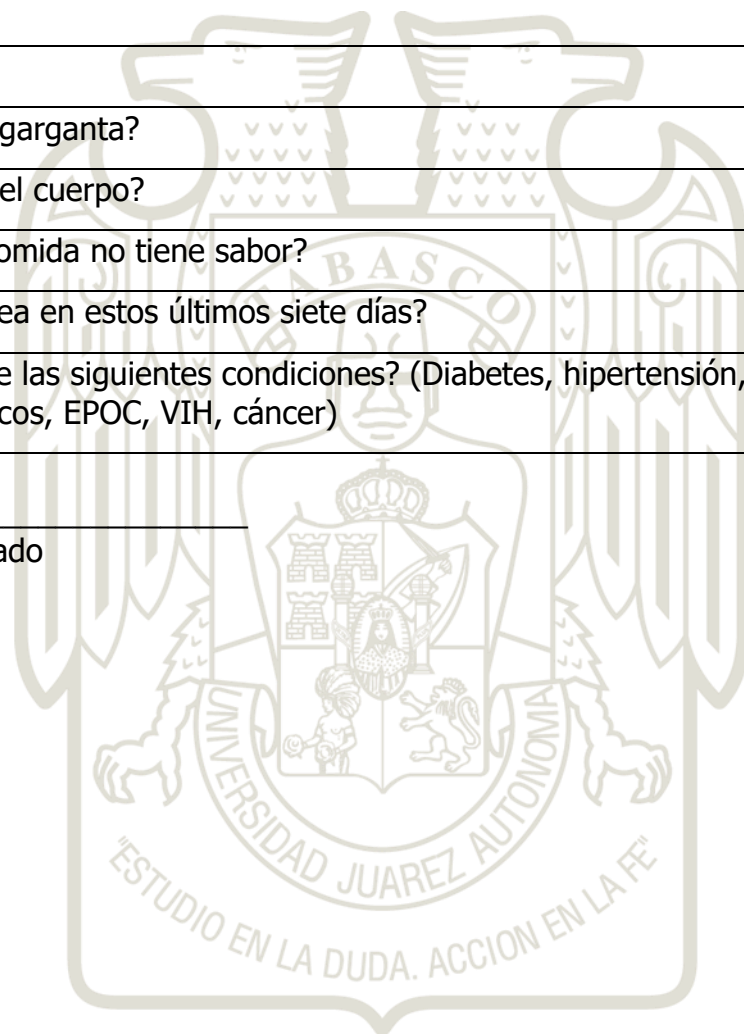 garganta?
el cuerpo?
omida no tiene sabor?
ea en estos últimos siete días?
e las siguientes condiciones? (Diabetes, hipertensión,
cos, EPOC, VIH, cáncer)
ado
TABASCO
UNIVERSIDAD JUAREZ AUTONOMA
"ESTUDIO EN LA DUDA. ACCION EN LA FE"